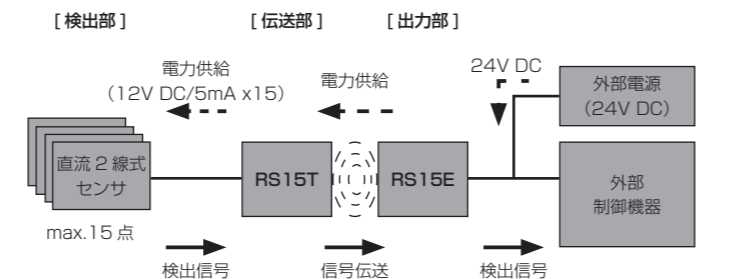 [ 検出部 ]
[ 伝送部 ]
[ 出力部 ]
電力供給
(12V DC/5mA x15)
電力供給
24V DC
外部電源
(24V DC)
直流 2 線式
センサ
RS15T
RS15E
外部
制御機器
max.15 点
検出信号
信号伝送
検出信号